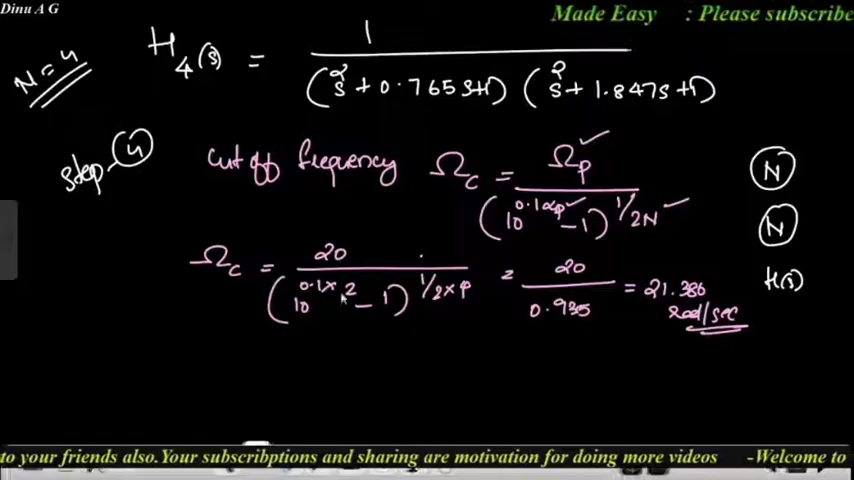 Dinu A G
Made Easy : Please subscribe
N=4 H₄(s) = 1 / (s²+0.765s+1) (s²+1.847s+1)
step 4 cut off frequency Ωc = Ωp / (10^0.1αp -1)^1/2N N
N
Ωc = 20 / (10^0.1×2 -1)^1/2×4 = 20 / 0.935 = 21.386 rad/sec H(s)
to your friends also.Your subscribptions and sharing are motivation for doing more videos -Welcome to